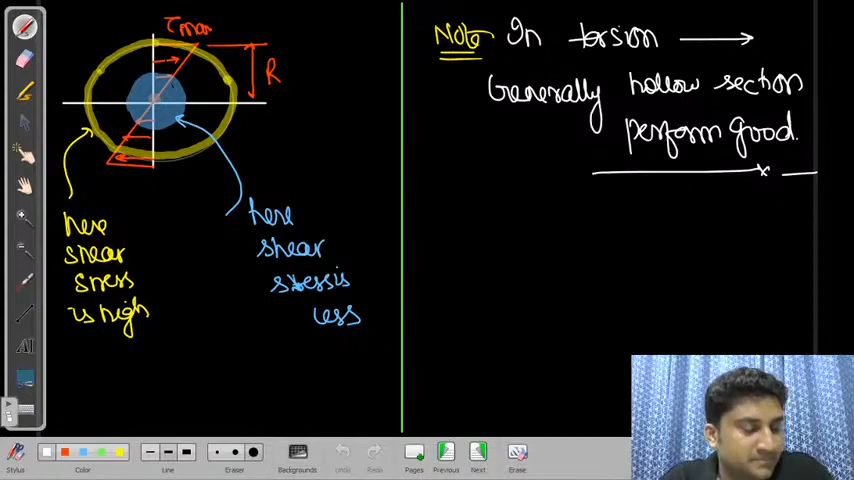 τmax
R
here
shear
stress
is high
here
shear
stress is
less
Note In torsion →
Generally hollow section
perform good.
Stylus
Color
Line
Eraser
Backgrounds
Undo
Redo
Pages
Previous
Next
Erase